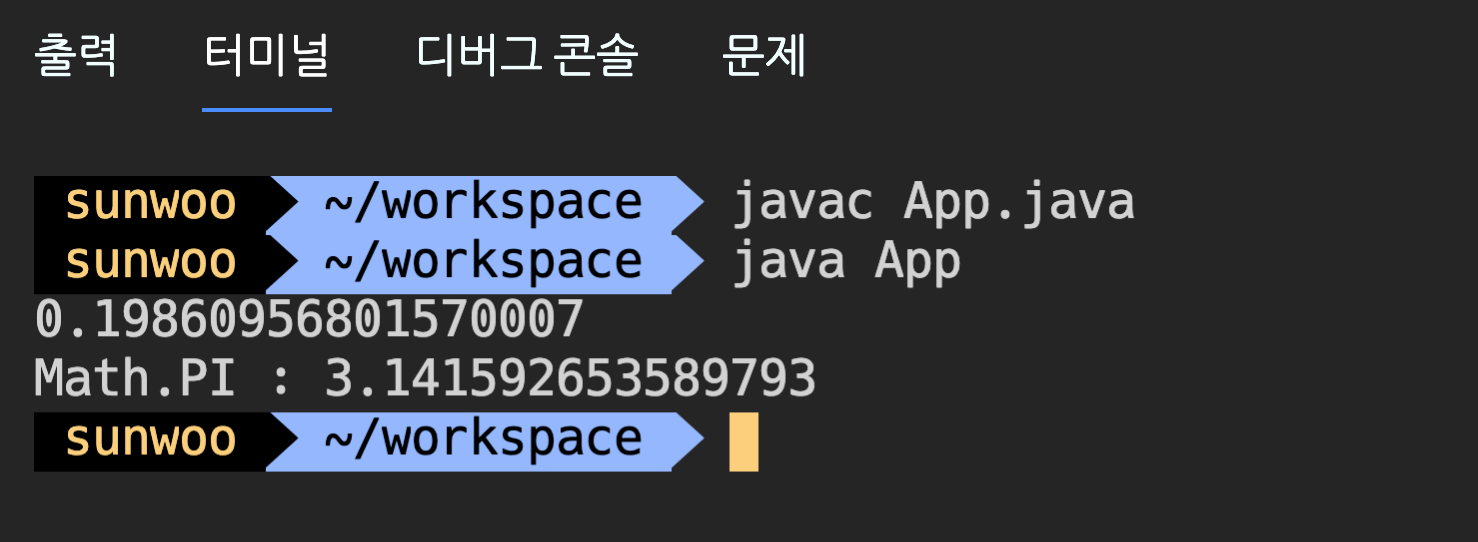 출력 터미널 디버그 콘솔 문제
sunwoo ~/workspace javac App.java
sunwoo ~/workspace java App
0.19860956801570007
Math.PI : 3.141592653589793
sunwoo ~/workspace